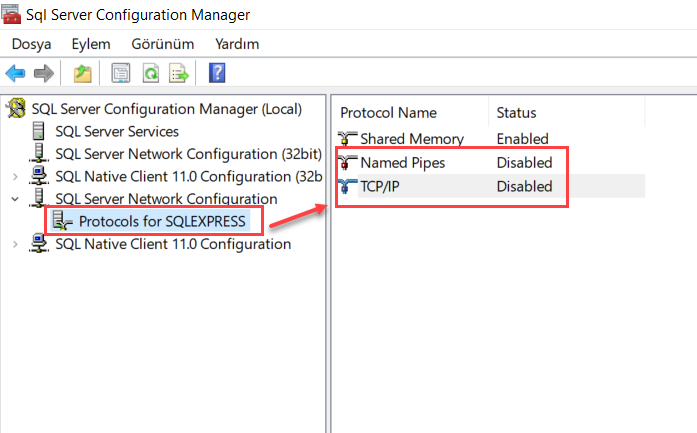 Sql Server Configuration Manager
Dosya Eylem Görünüm Yardım
SQL Server Configuration Manager (Local)
SQL Server Services
SQL Server Network Configuration (32bit)
SQL Native Client 11.0 Configuration (32b
SQL Server Network Configuration
Protocols for SQLEXPRESS
SQL Native Client 11.0 Configuration
Protocol Name Status
Shared Memory Enabled
Named Pipes Disabled
TCP/IP Disabled